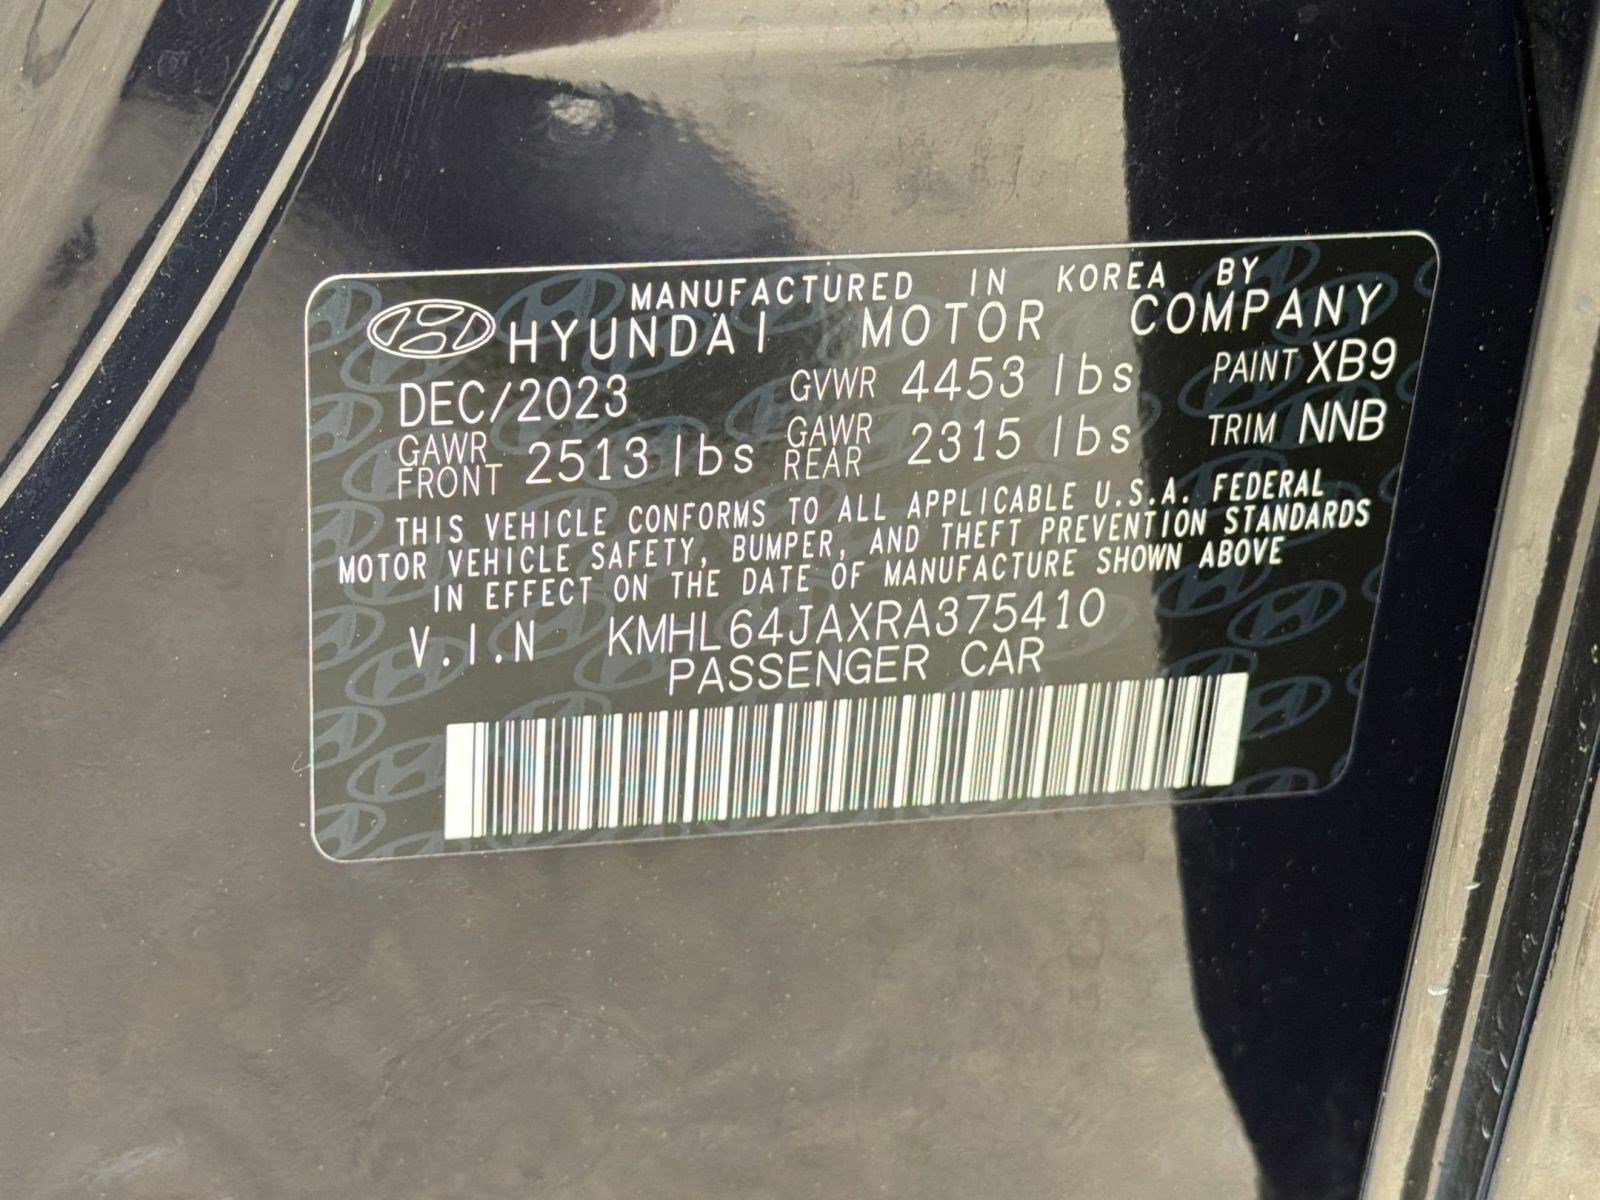 MANUFACTURED IN KOREA BY
HYUNDAI MOTOR COMPANY
DEC/2023 GVWR 4453 lbs PAINT XB9
GAWR FRONT 2513 lbs GAWR REAR 2315 lbs TRIM NNB
THIS VEHICLE CONFORMS TO ALL APPLICABLE U.S.A. FEDERAL
MOTOR VEHICLE SAFETY, BUMPER, AND THEFT PREVENTION STANDARDS
IN EFFECT ON THE DATE OF MANUFACTURE SHOWN ABOVE
V.I.N KMHL64JAXRA375410
PASSENGER CAR